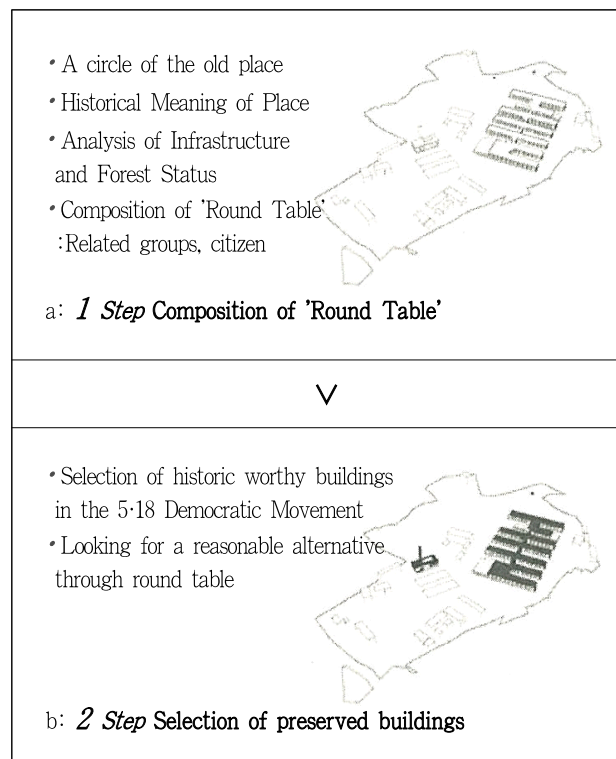 • A circle of the old place
• Historical Meaning of Place
• Analysis of Infrastructure
and Forest Status
• Composition of 'Round Table'
:Related groups, citizen
a: 1 Step Composition of 'Round Table'
∨
• Selection of historic worthy buildings
in the 5·18 Democratic Movement
• Looking for a reasonable alternative
through round table
b: 2 Step Selection of preserved buildings